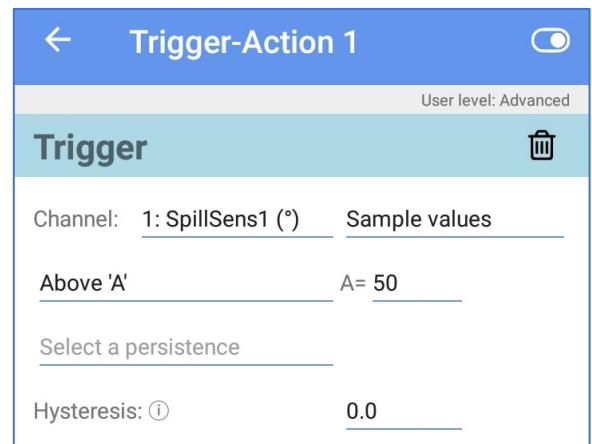 Trigger-Action 1
User level: Advanced
Trigger
Channel: 1: SpillSens1 (°) Sample values
Above 'A' A= 50
Select a persistence
Hysteresis: ⓘ 0.0